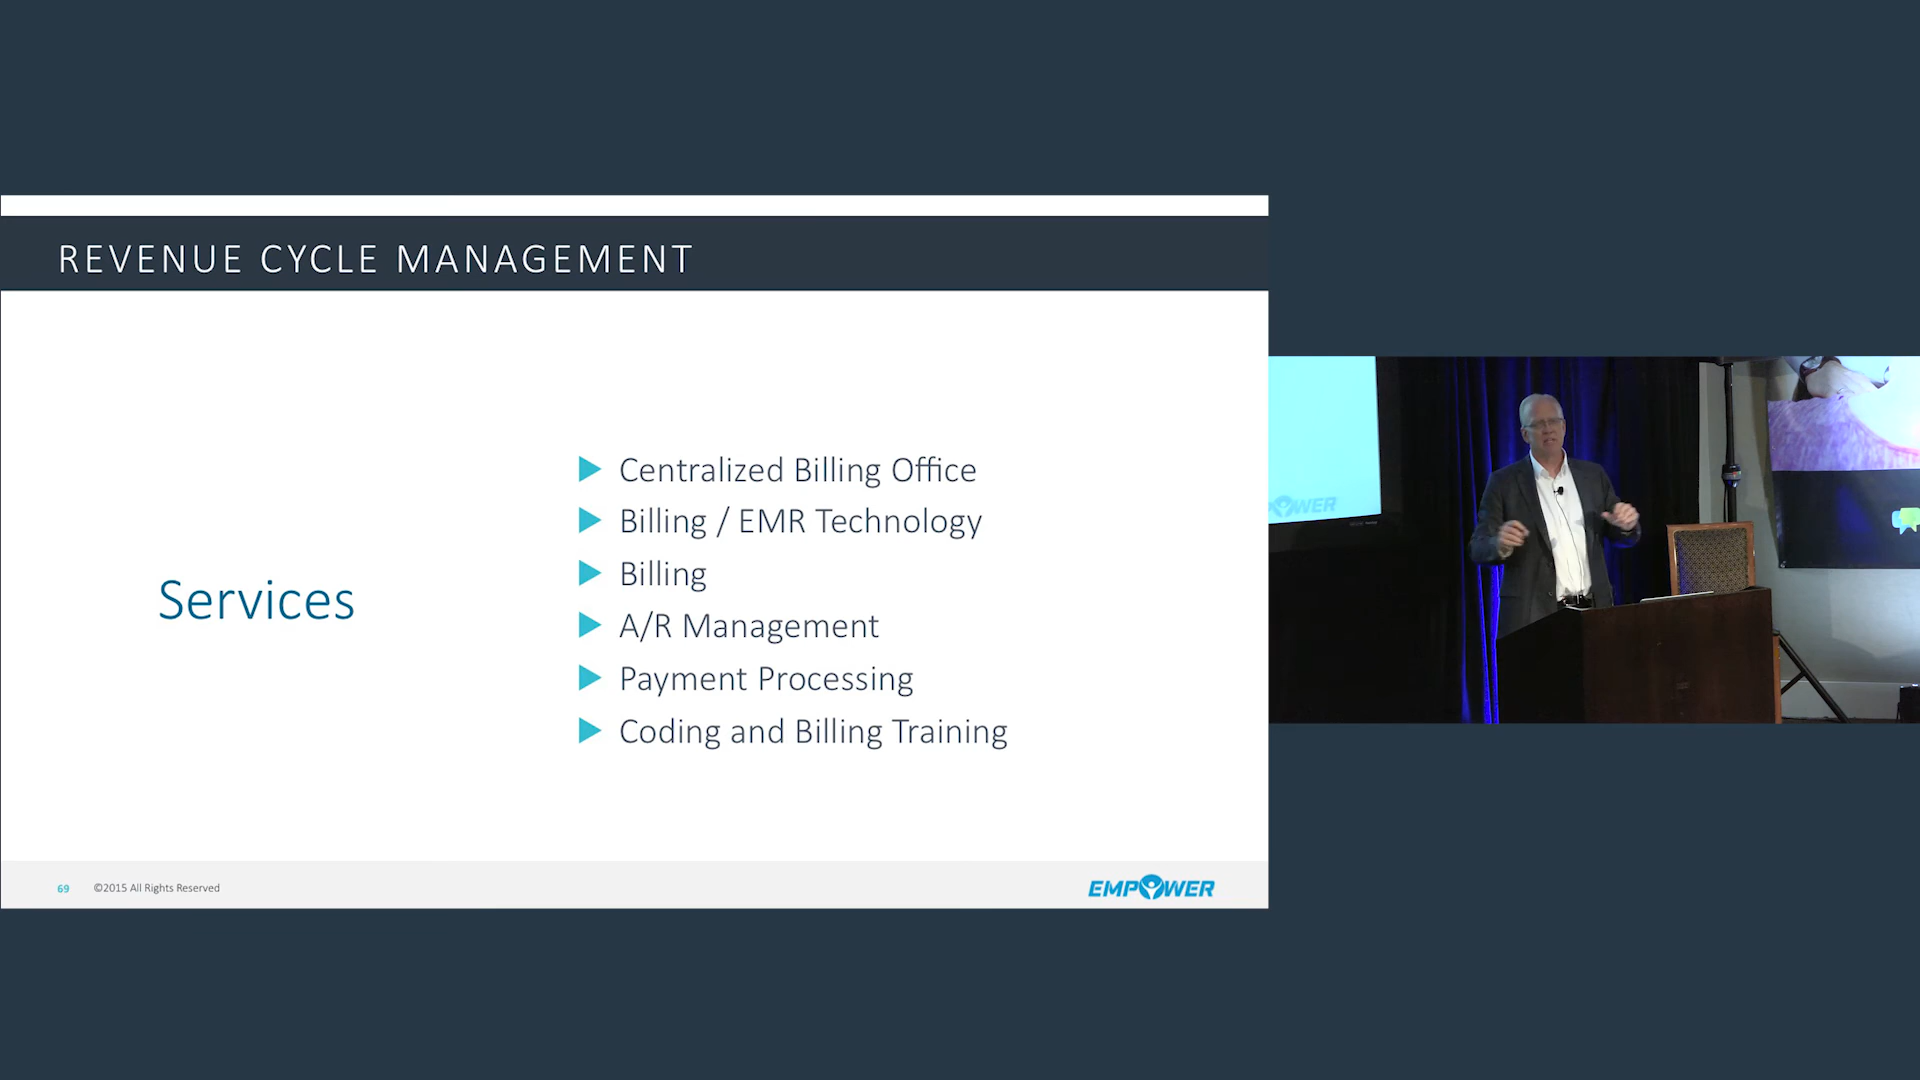 REVENUE CYCLE MANAGEMENT
Services
Centralized Billing Office
Billing / EMR Technology
Billing
A/R Management
Payment Processing
Coding and Billing Training
69 ©2015 All Rights Reserved
EMPOWER
POWER